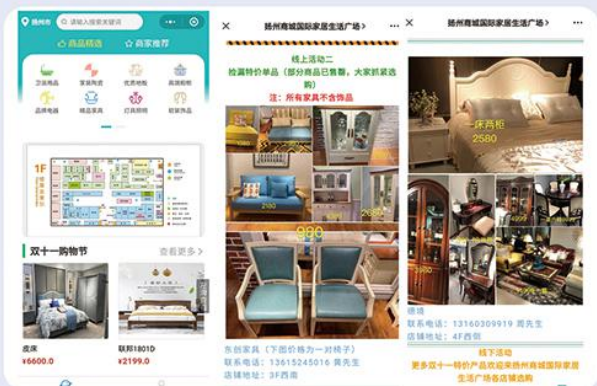 扬州市
请输入搜索关键词
商品精选
商家推荐
卫浴用品
家装陶瓷
优质地板
高端橱柜
品牌电器
精品家具
灯具照明
软装饰品
1F
双十一购物节
查看更多>
皮床
¥6600.0
联邦1801D
¥2199.0
扬州商城国际家居生活广场>
线上活动二
捡漏特价单品(部分商品已售罄,大家抓紧选
购)
注:所有家具不含饰品
2180
2680
980
东创家具(下图价格为一对椅子)
联系电话:13615245016 黄先生
店铺地址:3F西南
扬州商城国际家居生活广场>
一床两柜
2580
4999
3980
德琦
联系电话:13160309919 周先生
店铺地址:4F西侧
线下活动
更多双十一特价产品欢迎来扬州商城国际家居
生活广场各店铺选购